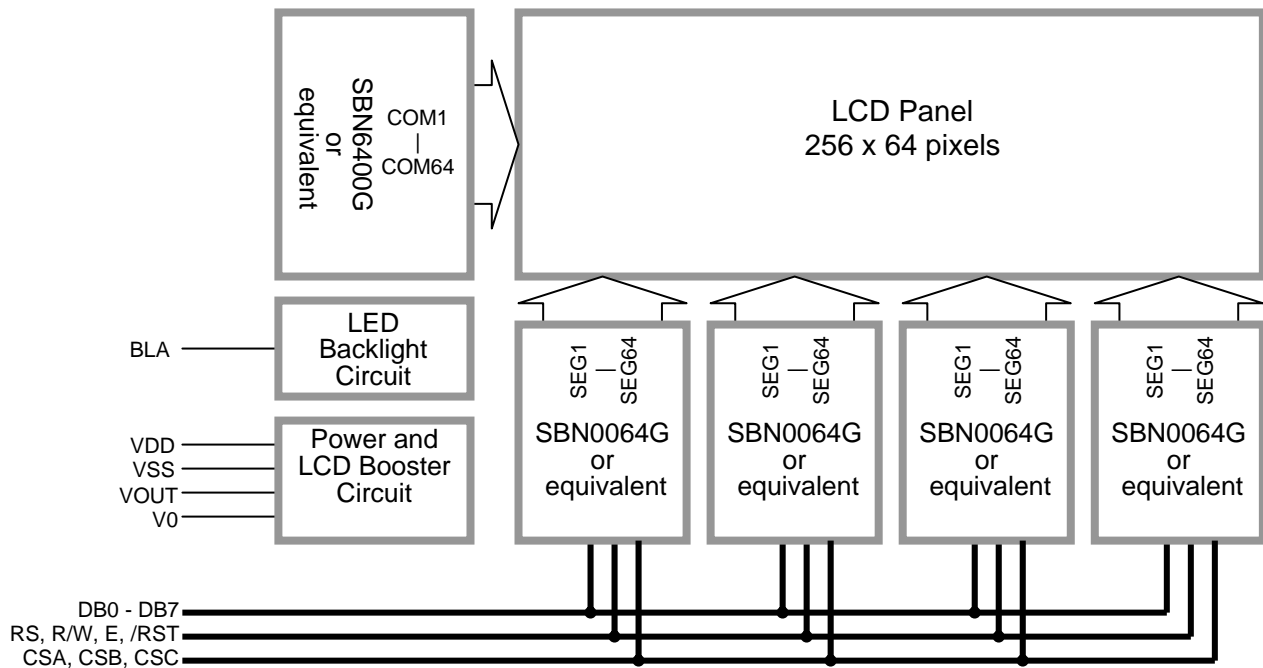 SBN6400G
or
equivalent
COM1
|
COM64
LCD Panel
256 x 64 pixels
BLA
LED
Backlight
Circuit
VDD
VSS
VOUT
V0
Power and
LCD Booster
Circuit
SEG1
|
SEG64
SBN0064G
or
equivalent
SEG1
|
SEG64
SBN0064G
or
equivalent
SEG1
|
SEG64
SBN0064G
or
equivalent
SEG1
|
SEG64
SBN0064G
or
equivalent
DB0 - DB7
RS, R/W, E, /RST
CSA, CSB, CSC